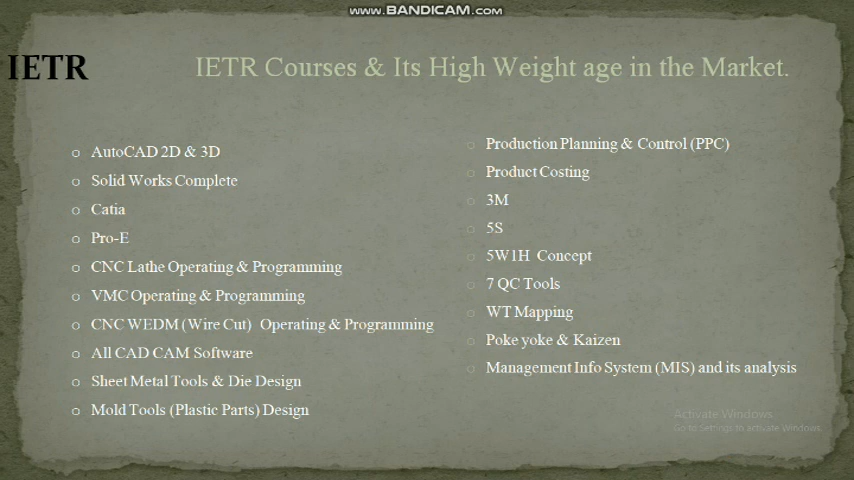 www.BANDICAM.com
IETR
IETR Courses & Its High Weight age in the Market.
AutoCAD 2D & 3D
Solid Works Complete
Catia
Pro-E
CNC Lathe Operating & Programming
VMC Operating & Programming
CNC WEDM (Wire Cut) Operating & Programming
All CAD CAM Software
Sheet Metal Tools & Die Design
Mold Tools (Plastic Parts) Design
Production Planning & Control (PPC)
Product Costing
3M
5S
5W1H Concept
7 QC Tools
WT Mapping
Poke yoke & Kaizen
Management Info System (MIS) and its analysis
Activate Windows
Go to Settings to activate Windows.